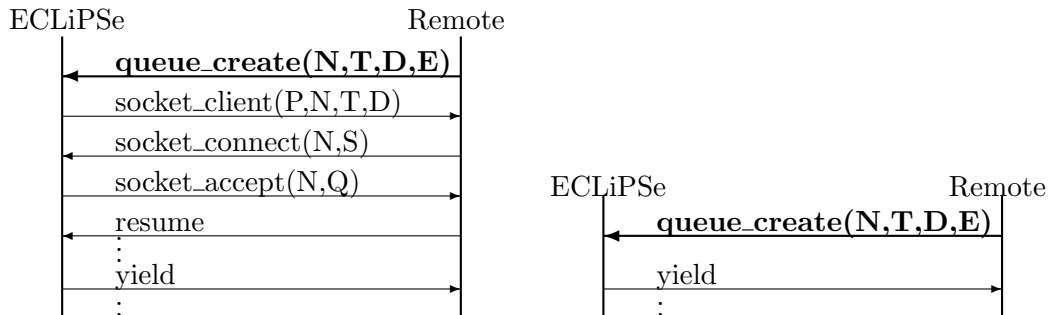 ECLiPSe Remote
queue_create(N,T,D,E)
socket_client(P,N,T,D)
socket_connect(N,S)
socket_accept(N,Q)
resume
yield
ECLiPSe Remote
queue_create(N,T,D,E)
yield